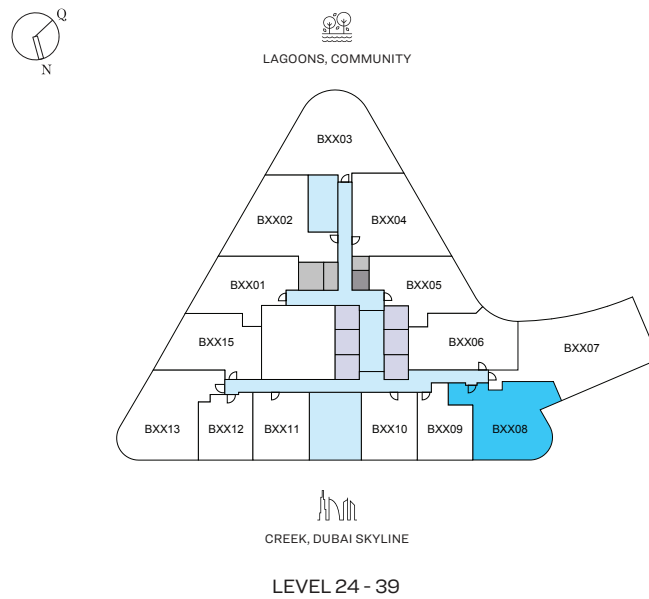 Q
N
LAGOONS, COMMUNITY
BXX03
BXX02
BXX04
BXX01
BXX05
BXX15
BXX06
BXX07
BXX13
BXX12
BXX11
BXX10
BXX09
BXX08
CREEK, DUBAI SKYLINE
LEVEL 24 - 39